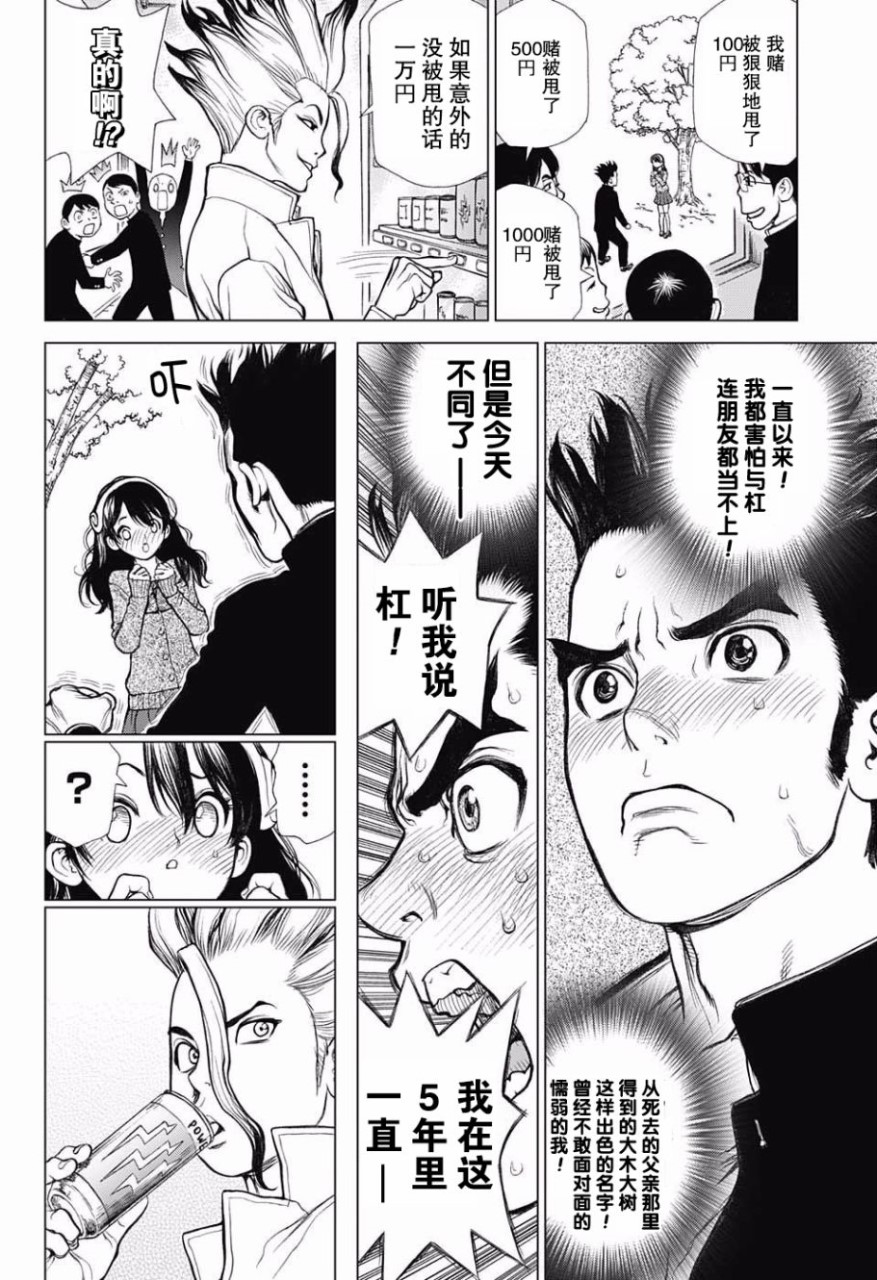 我赌
被狠狠地甩了
100円
赌被甩了
500円
赌被甩了
1000円
如果意外的
没被甩的话
一万円
真的啊!?
一直以来！
我都害怕与杠
连朋友都当不上！
从死去的父亲那里
得到的大木大树
这样出色的名字！
曾经不敢面对面的
懦弱的我！
但是今天
不同了——
听我说
杠！
我在这
5年里
一直—
吓
……
？
POWE